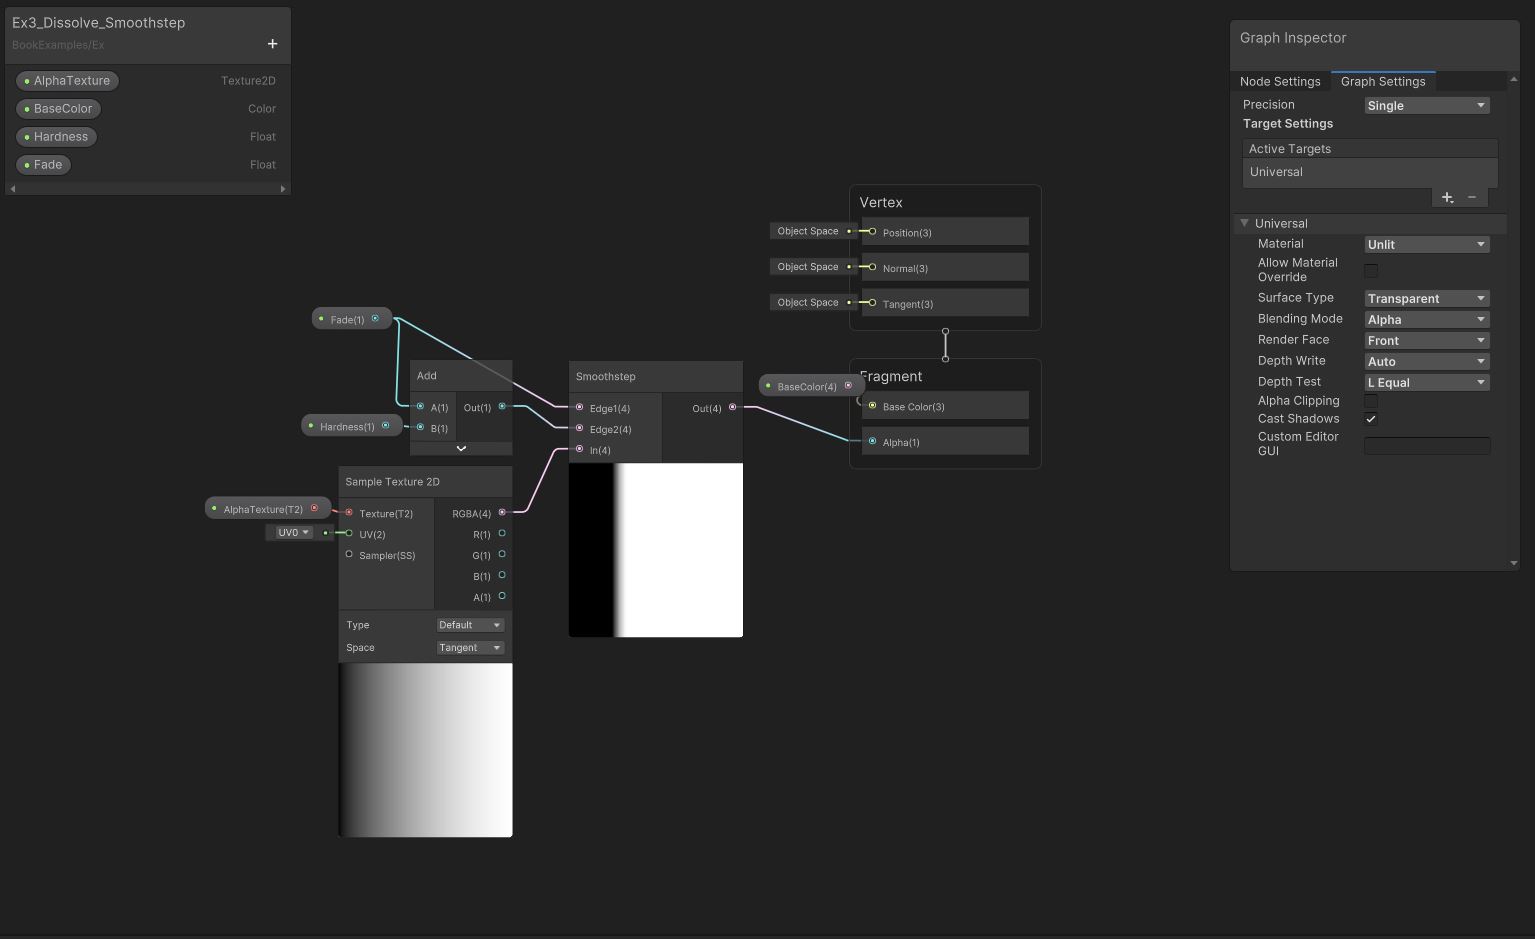 Ex3_Dissolve_Smoothstep
BookExamples/Ex
+
AlphaTexture Texture2D
BaseColor Color
Hardness Float
Fade Float
Fade(1)
Hardness(1)
Add
A(1) Out(1)
B(1)
AlphaTexture(T2)
UV0
Sample Texture 2D
Texture(T2) RGBA(4)
UV(2) R(1)
Sampler(SS) G(1)
B(1)
A(1)
Type Default
Space Tangent
Smoothstep
Edge1(4) Out(4)
Edge2(4)
In(4)
Vertex
Object Space Position(3)
Object Space Normal(3)
Object Space Tangent(3)
BaseColor(4)
Fragment
Base Color(3)
Alpha(1)
Graph Inspector
Node Settings Graph Settings
Precision Single
Target Settings
Active Targets
Universal
+ −
Universal
Material Unlit
Allow Material
Override
Surface Type Transparent
Blending Mode Alpha
Render Face Front
Depth Write Auto
Depth Test L Equal
Alpha Clipping
Cast Shadows
Custom Editor
GUI